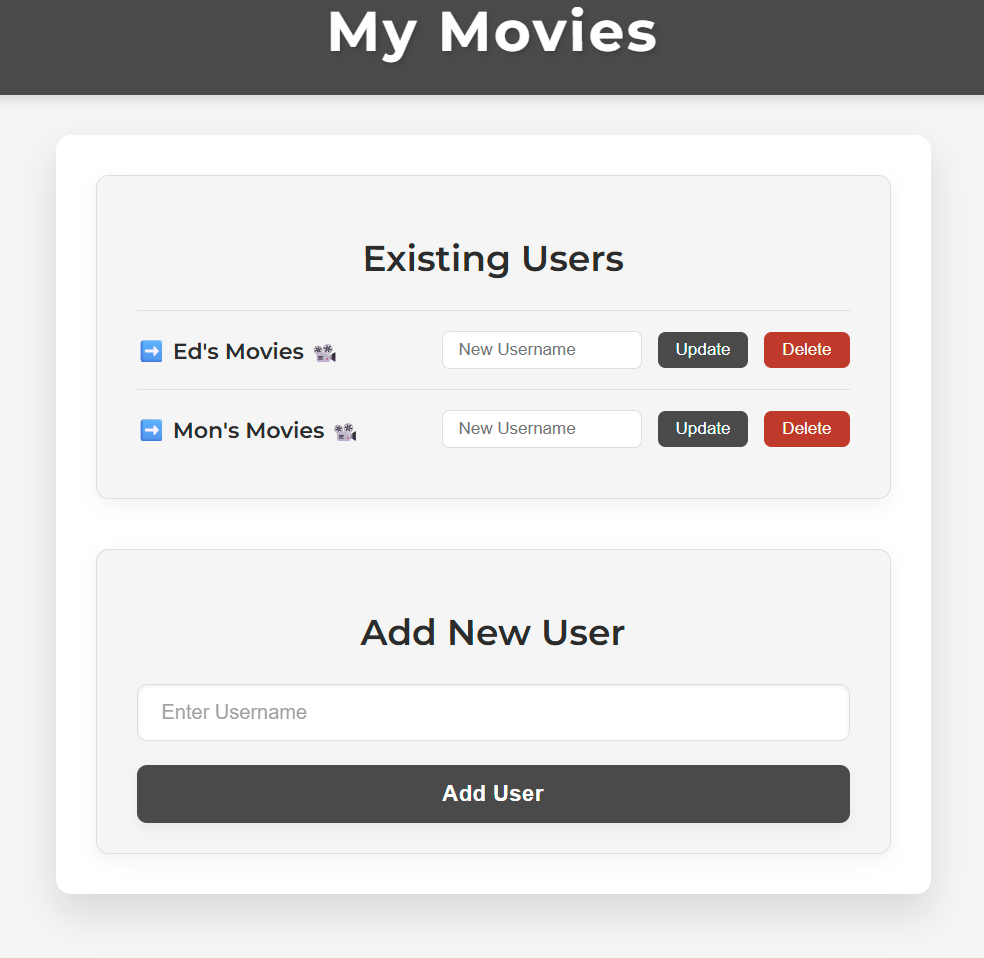 My Movies
Existing Users
➡️ Ed's Movies 📽️ New Username Update Delete
➡️ Mon's Movies 📽️ New Username Update Delete
Add New User
Enter Username
Add User